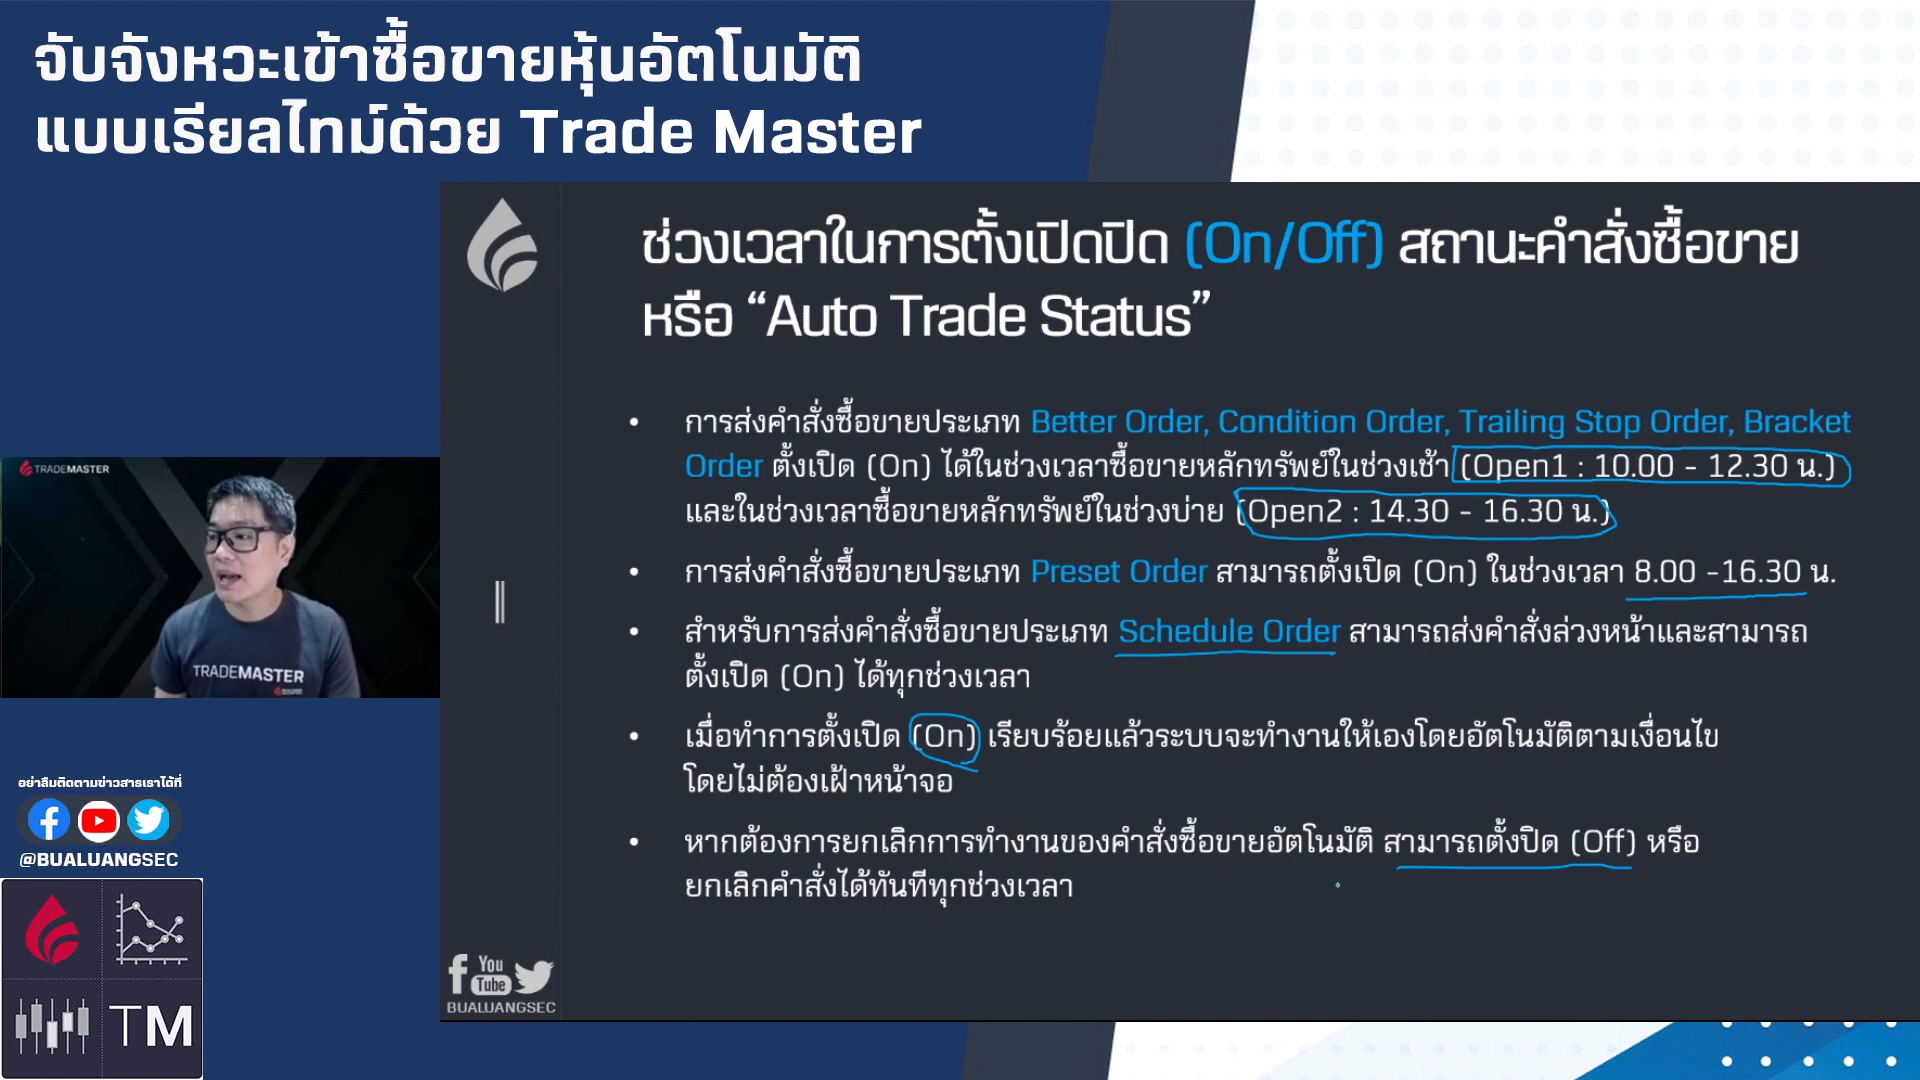 จับจังหวะเข้าซื้อขายหุ้นอัตโนมัติ
แบบเรียลไทม์ด้วย Trade Master
ช่วงเวลาในการตั้งเปิดปิด (On/Off) สถานะคำสั่งซื้อขาย
หรือ “Auto Trade Status”
• การส่งคำสั่งซื้อขายประเภท Better Order, Condition Order, Trailing Stop Order, Bracket
Order ตั้งเปิด (On) ได้ในช่วงเวลาซื้อขายหลักทรัพย์ในช่วงเช้า (Open1 : 10.00 - 12.30 น.)
และในช่วงเวลาซื้อขายหลักทรัพย์ในช่วงบ่าย (Open2 : 14.30 - 16.30 น.)
• การส่งคำสั่งซื้อขายประเภท Preset Order สามารถตั้งเปิด (On) ในช่วงเวลา 8.00 -16.30 น.
• สำหรับการส่งคำสั่งซื้อขายประเภท Schedule Order สามารถส่งคำสั่งล่วงหน้าและสามารถ
ตั้งเปิด (On) ได้ทุกช่วงเวลา
• เมื่อทำการตั้งเปิด (On) เรียบร้อยแล้วระบบจะทำงานให้เองโดยอัตโนมัติตามเงื่อนไข
โดยไม่ต้องเฝ้าหน้าจอ
• หากต้องการยกเลิกการทำงานของคำสั่งซื้อขายอัตโนมัติ สามารถตั้งปิด (Off) หรือ
ยกเลิกคำสั่งได้ทันทีทุกช่วงเวลา
TRADEMASTER
TRADEMASTER
อย่าลืมติดตามข่าวสารเราได้ที่
@BUALUANGSEC
TM
You
Tube
BUALUANGSEC